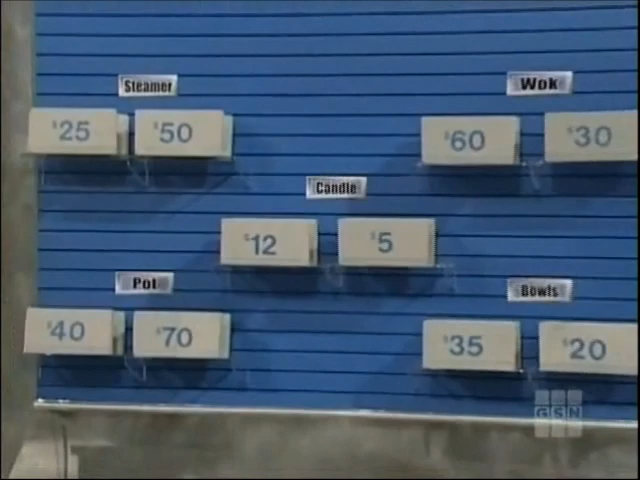 Steamer
$25 $50
Wok
$60 $30
Candle
$12 $5
Pot
$40 $70
Bowls
$35 $20
GSN